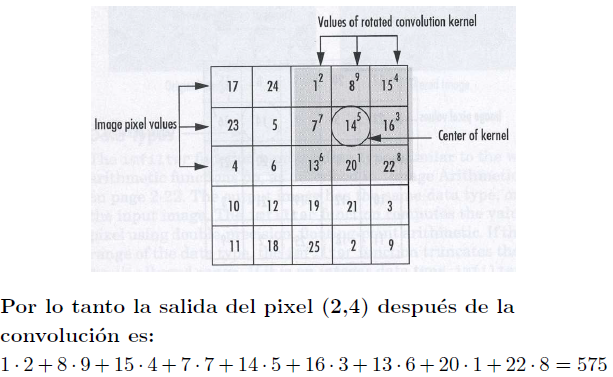 Values of rotated convolution kernel
17 24 1² 8⁹ 15⁴
Image pixel values
23 5 7⁷ 14⁵ 16³
Center of kernel
4 6 13⁶ 20¹ 22⁸
10 12 19 21 3
11 18 25 2 9
Por lo tanto la salida del pixel (2,4) después de la
convolución es:
1 · 2 + 8 · 9 + 15 · 4 + 7 · 7 + 14 · 5 + 16 · 3 + 13 · 6 + 20 · 1 + 22 · 8 = 575